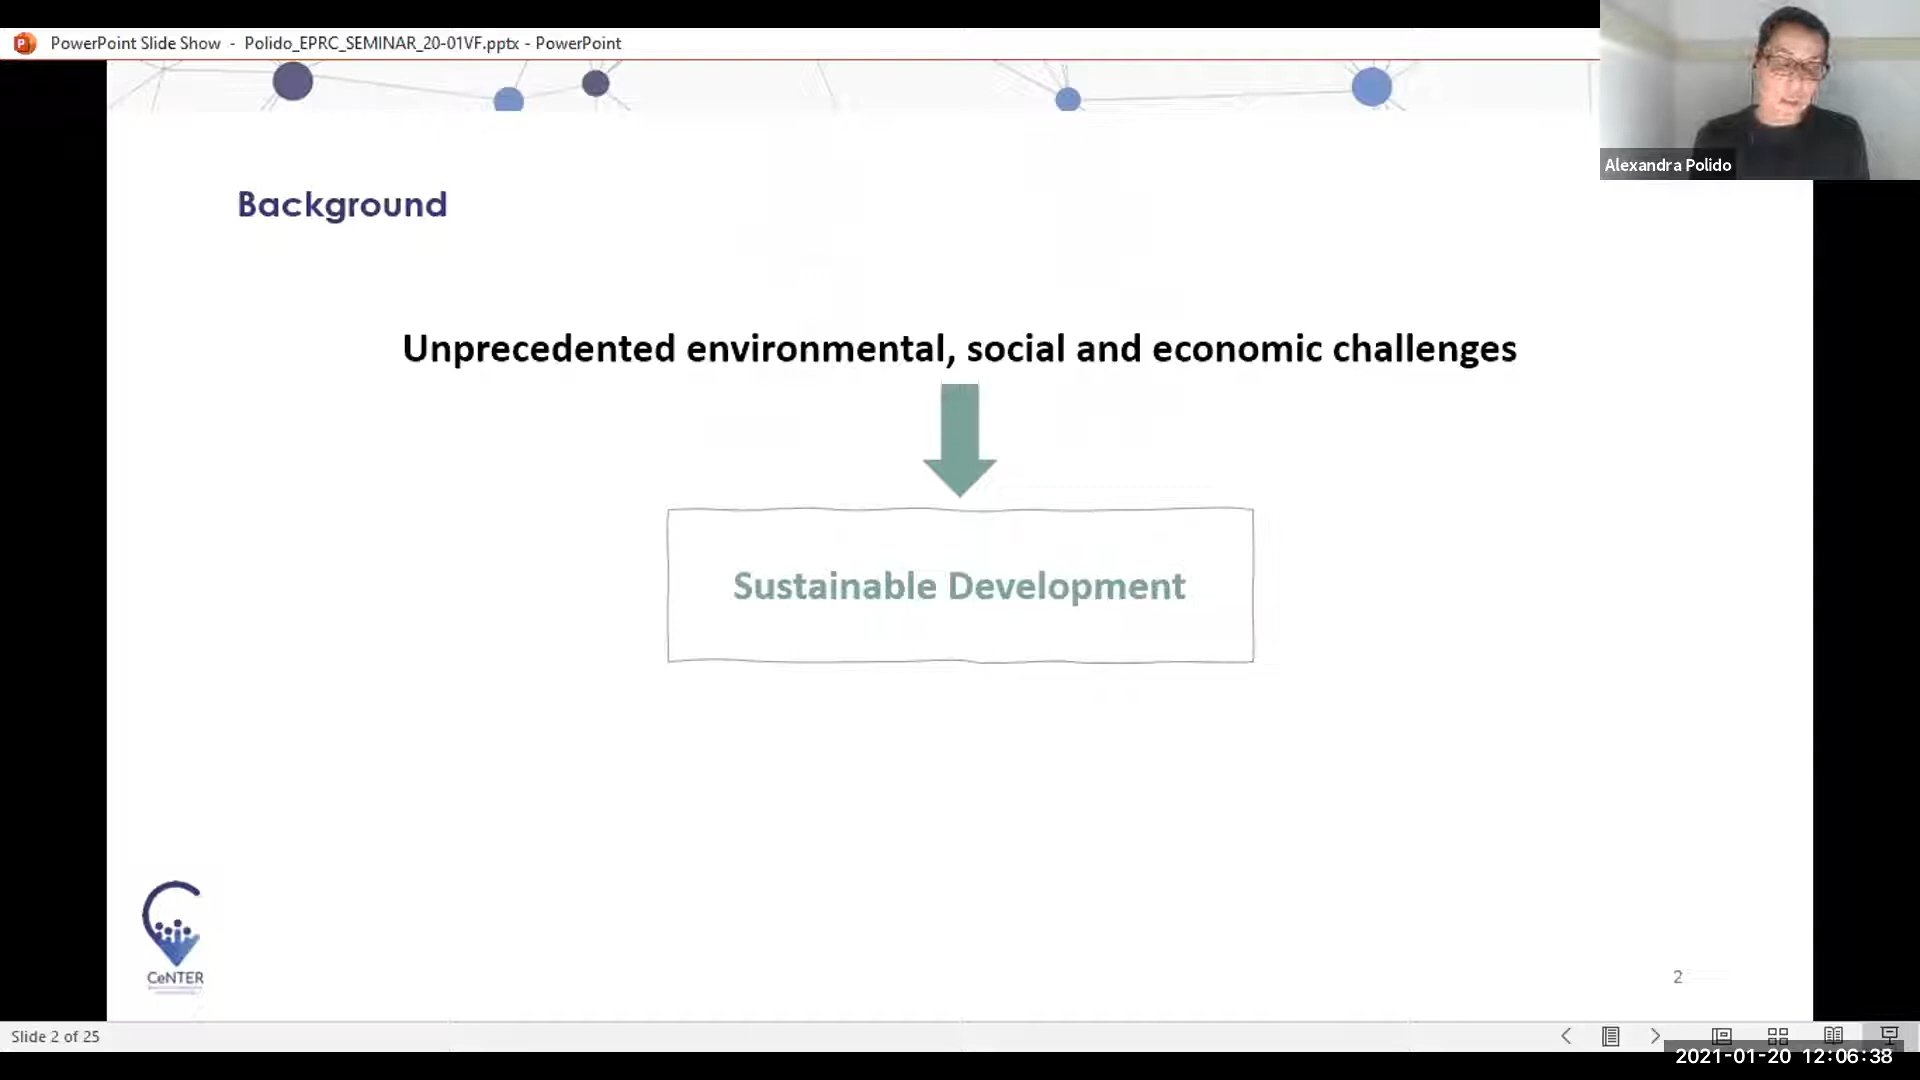 PowerPoint Slide Show - Polido_EPRC_SEMINAR_20-01VF.pptx - PowerPoint
Alexandra Polido
Background
Unprecedented environmental, social and economic challenges
Sustainable Development
CeNTER
2
Slide 2 of 25
2021-01-20 12:06:38